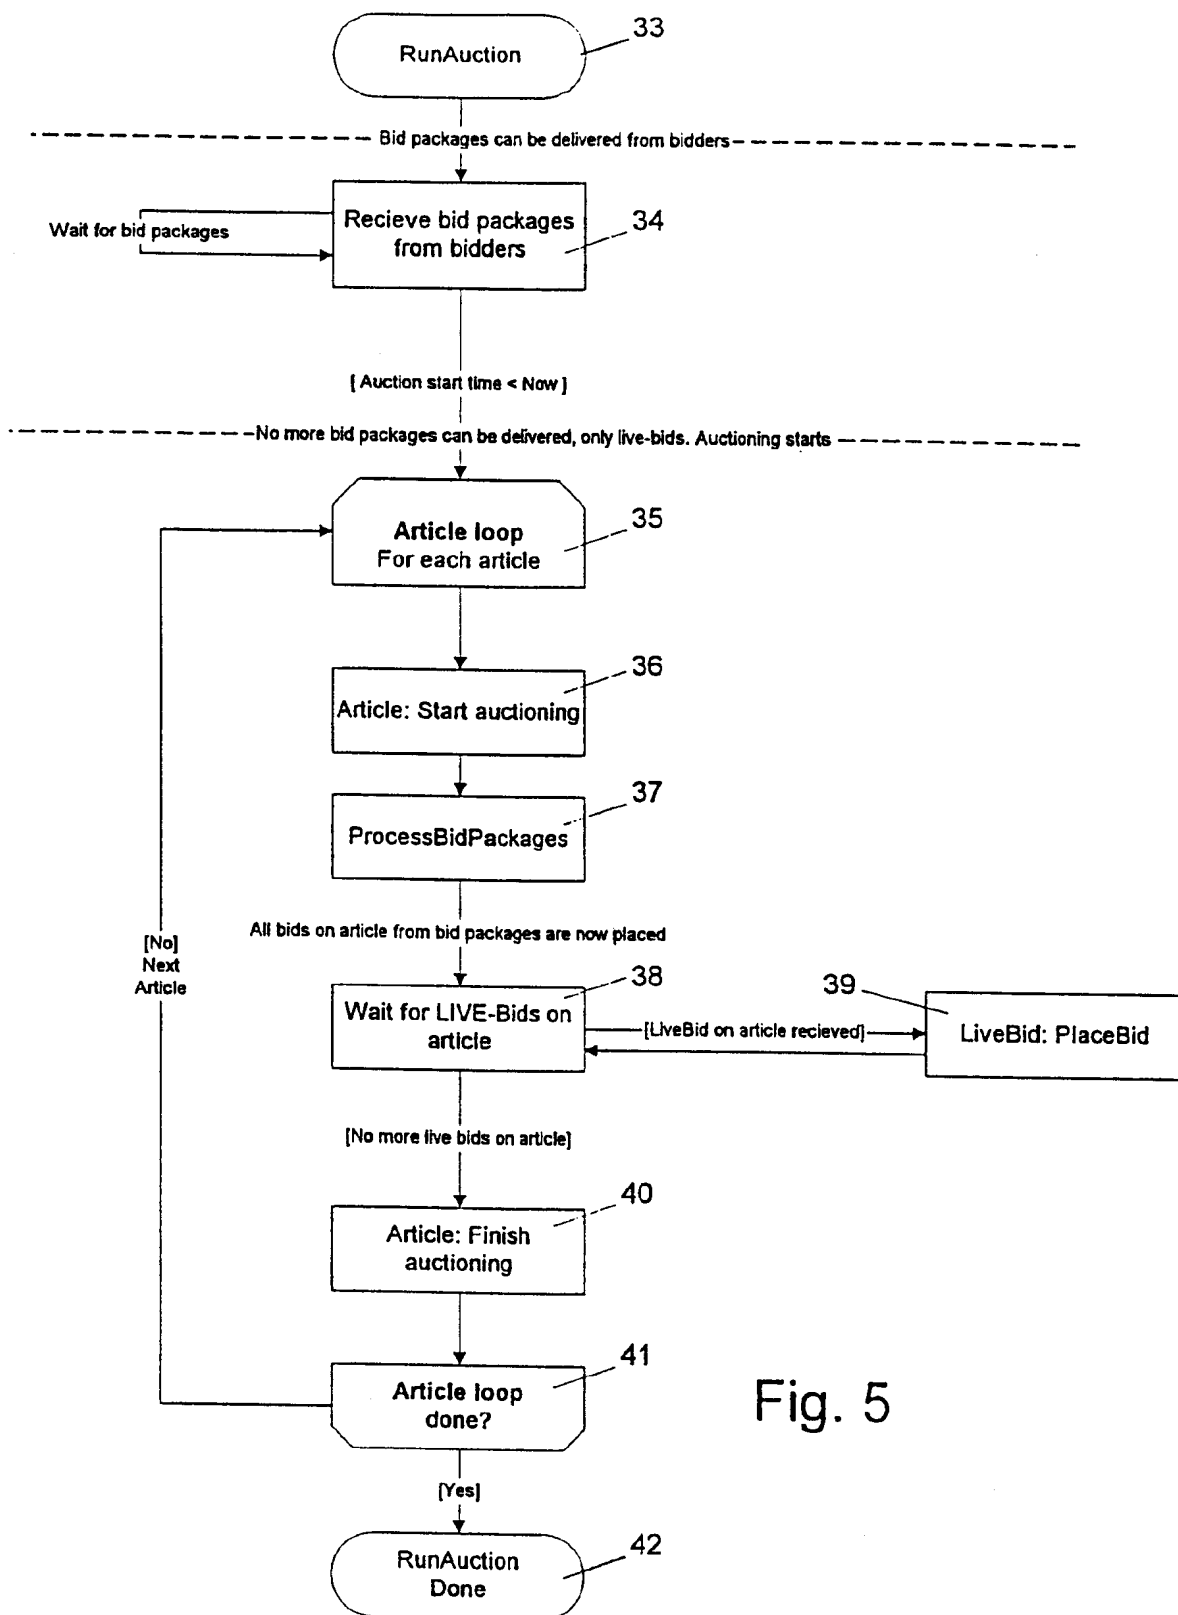 33
RunAuction
Bid packages can be delivered from bidders
Recieve bid packages
from bidders
34
Wait for bid packages
[ Auction start time < Now ]
No more bid packages can be delivered, only live-bids. Auctioning starts
Article loop
For each article
35
36
Article: Start auctioning
37
ProcessBidPackages
All bids on article from bid packages are now placed
[No]
Next
Article
38
Wait for LIVE-Bids on
article
[LiveBid on article recieved]
39
LiveBid: PlaceBid
[No more live bids on article]
40
Article: Finish
auctioning
41
Article loop
done?
Fig. 5
[Yes]
42
RunAuction
Done